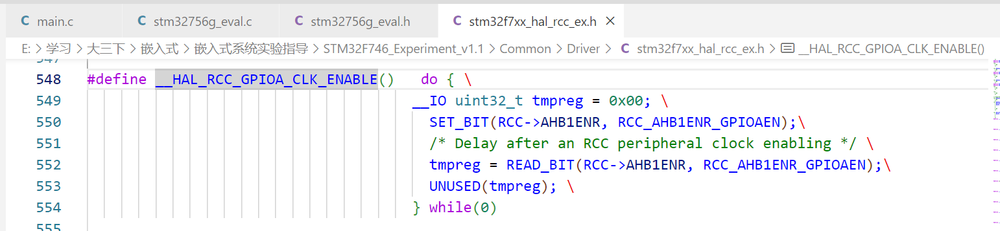 C main.c C stm32756g_eval.c C stm32756g_eval.h C stm32f7xx_hal_rcc_ex.h ×
E: > 学习 > 大三下 > 嵌入式 > 嵌入式系统实验指导 > STM32F746_Experiment_v1.1 > Common > Driver > C stm32f7xx_hal_rcc_ex.h > __HAL_RCC_GPIOA_CLK_ENABLE()
547
548 #define __HAL_RCC_GPIOA_CLK_ENABLE()   do { \
549 __IO uint32_t tmpreg = 0x00; \
550 SET_BIT(RCC->AHB1ENR, RCC_AHB1ENR_GPIOAEN);\
551 /* Delay after an RCC peripheral clock enabling */ \
552 tmpreg = READ_BIT(RCC->AHB1ENR, RCC_AHB1ENR_GPIOAEN);\
553 UNUSED(tmpreg); \
554 } while(0)
555